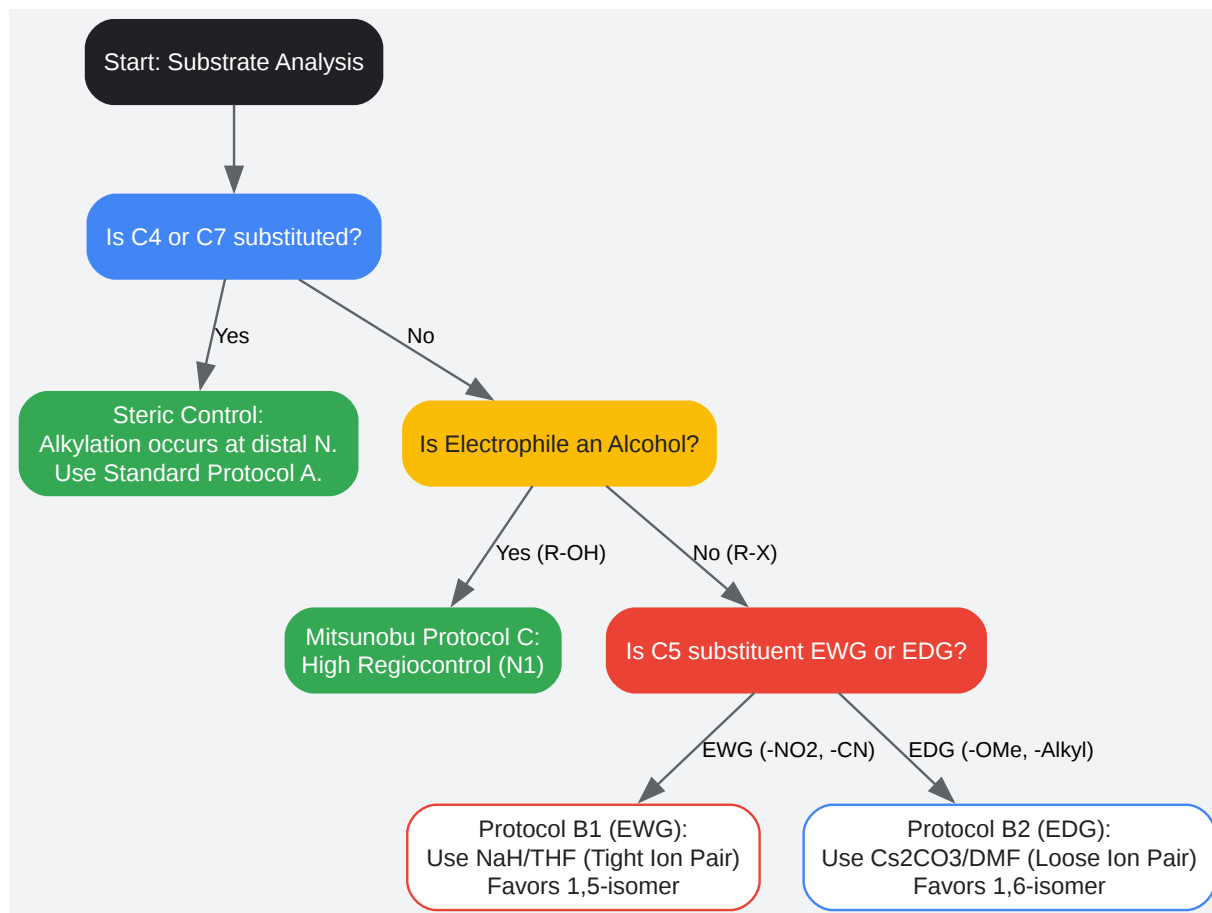 Start: Substrate Analysis
Is C4 or C7 substituted?
Yes
No
Steric Control:
Alkylation occurs at distal N.
Use Standard Protocol A.
Is Electrophile an Alcohol?
Yes (R-OH)
No (R-X)
Mitsunobu Protocol C:
High Regiocontrol (N1)
Is C5 substituent EWG or EDG?
EWG (-NO2, -CN)
EDG (-OMe, -Alkyl)
Protocol B1 (EWG):
Use NaH/THF (Tight Ion Pair)
Favors 1,5-isomer
Protocol B2 (EDG):
Use Cs2CO3/DMF (Loose Ion Pair)
Favors 1,6-isomer